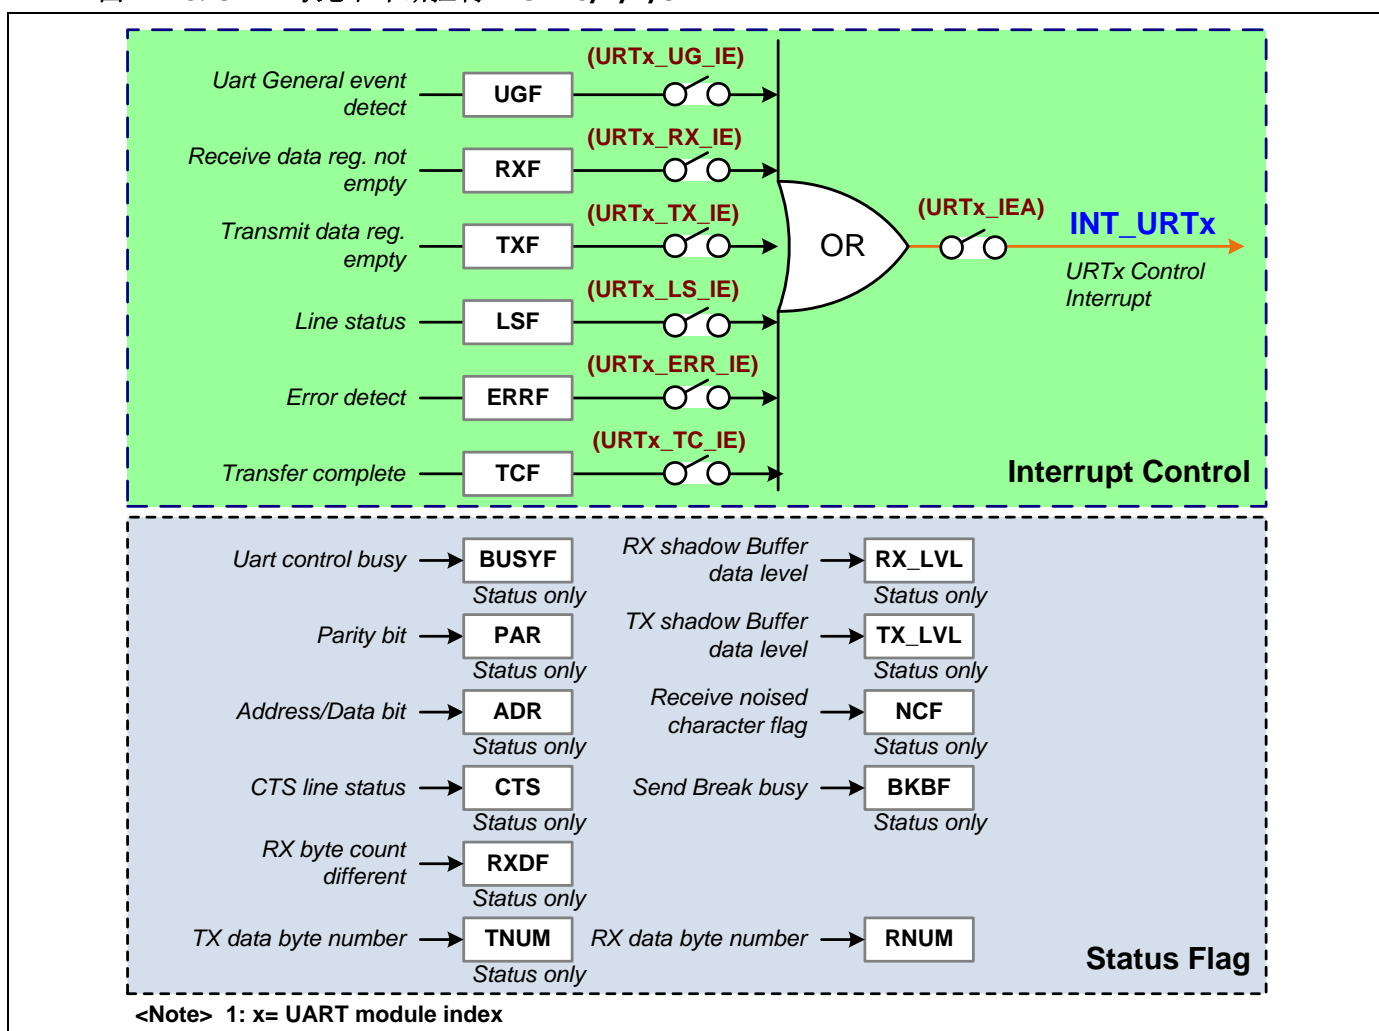 (URTx_UG_IE)
Uart General event
detect
UGF
(URTx_RX_IE)
Receive data reg. not
empty
RXF
(URTx_TX_IE)
Transmit data reg.
empty
TXF
(URTx_LS_IE)
Line status
LSF
(URTx_ERR_IE)
Error detect
ERRF
(URTx_TC_IE)
Transfer complete
TCF
OR
(URTx_IEA)
INT_URTx
URTx Control
Interrupt
Interrupt Control
Uart control busy
BUSYF
Status only
RX shadow Buffer
data level
RX_LVL
Status only
Parity bit
PAR
Status only
TX shadow Buffer
data level
TX_LVL
Status only
Address/Data bit
ADR
Status only
Receive noised
character flag
NCF
Status only
CTS line status
CTS
Status only
Send Break busy
BKBF
Status only
RX byte count
different
RXDF
Status only
TX data byte number
TNUM
Status only
RX data byte number
RNUM
Status Flag
<Note> 1: x= UART module index